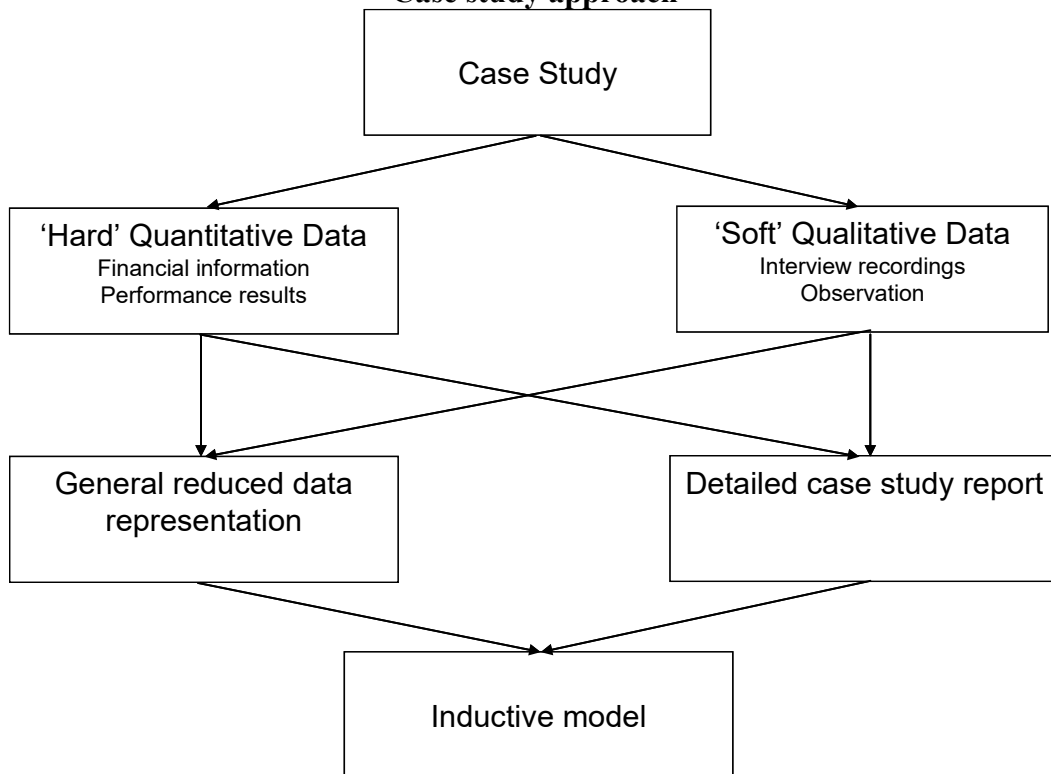 Case study approach
Case Study
‘Hard’ Quantitative Data
Financial information
Performance results
‘Soft’ Qualitative Data
Interview recordings
Observation
General reduced data
representation
Detailed case study report
Inductive model